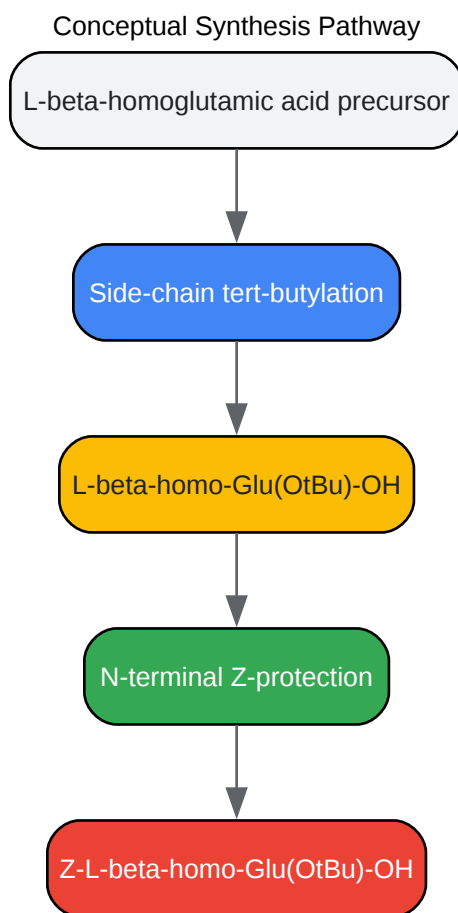 Conceptual Synthesis Pathway
L-beta-homoglutamic acid precursor
Side-chain tert-butylation
L-beta-homo-Glu(OtBu)-OH
N-terminal Z-protection
Z-L-beta-homo-Glu(OtBu)-OH